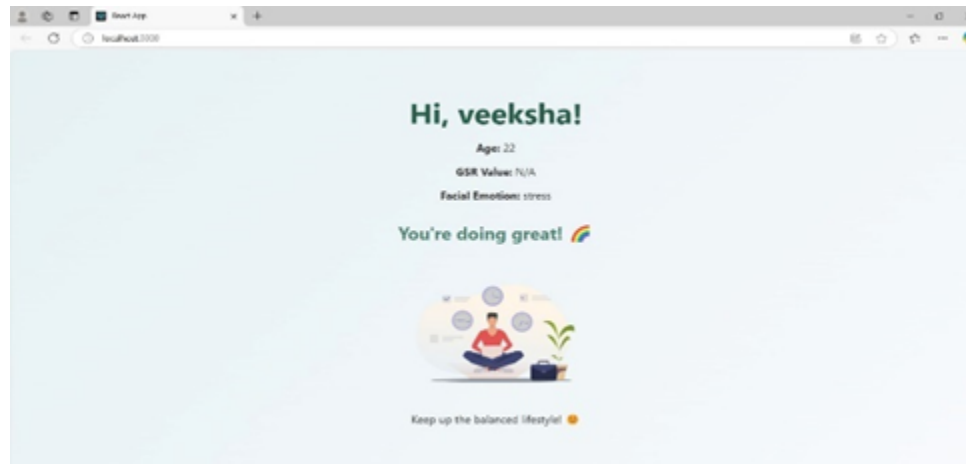 React App
localhost:3000
Hi, veeksha!
Age: 22
GSR Value: N/A
Facial Emotion: stress
You're doing great! 🌈
Keep up the balanced lifestyle! 😊